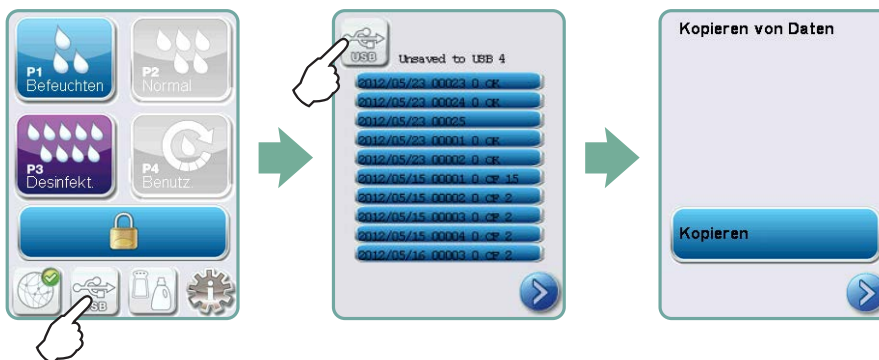 P1
Befeuchten
P2
Normal
P3
Desinfekt.
P4
Benutz.
USB
USB
Unsaved to USB 4
2012/05/23 00023 0 OK
2012/05/23 00024 0 OK
2012/05/23 00025
2012/05/23 00001 0 OK
2012/05/23 00002 0 OK
2012/05/15 00001 0 CF 15
2012/05/15 00002 0 CF 2
2012/05/15 00003 0 CF 2
2012/05/15 00004 0 CF 2
2012/05/16 00003 0 CF 2
Kopieren von Daten
Kopieren